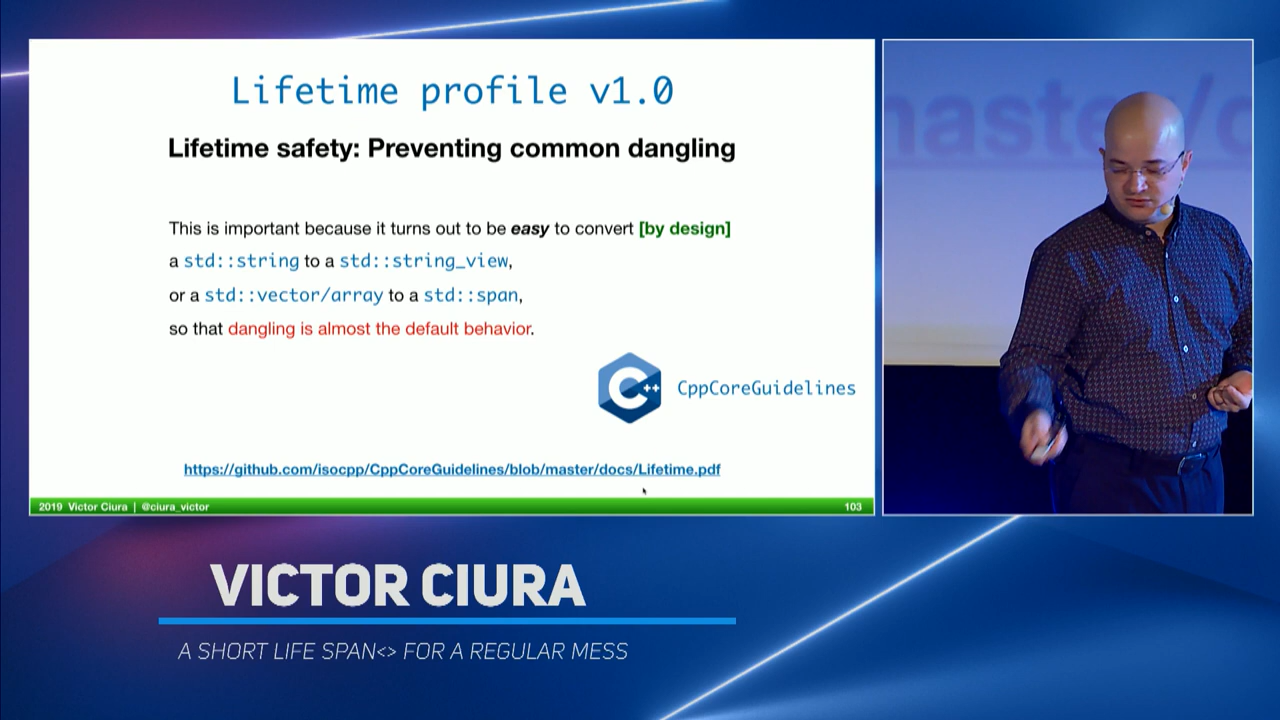 Lifetime profile v1.0
Lifetime safety: Preventing common dangling
This is important because it turns out to be easy to convert [by design]
a std::string to a std::string_view,
or a std::vector/array to a std::span,
so that dangling is almost the default behavior.
C++ CppCoreGuidelines
https://github.com/isocpp/CppCoreGuidelines/blob/master/docs/Lifetime.pdf
2019 Victor Ciura | @ciura_victor 103
master/d
VICTOR CIURA
A SHORT LIFE SPAN<> FOR A REGULAR MESS